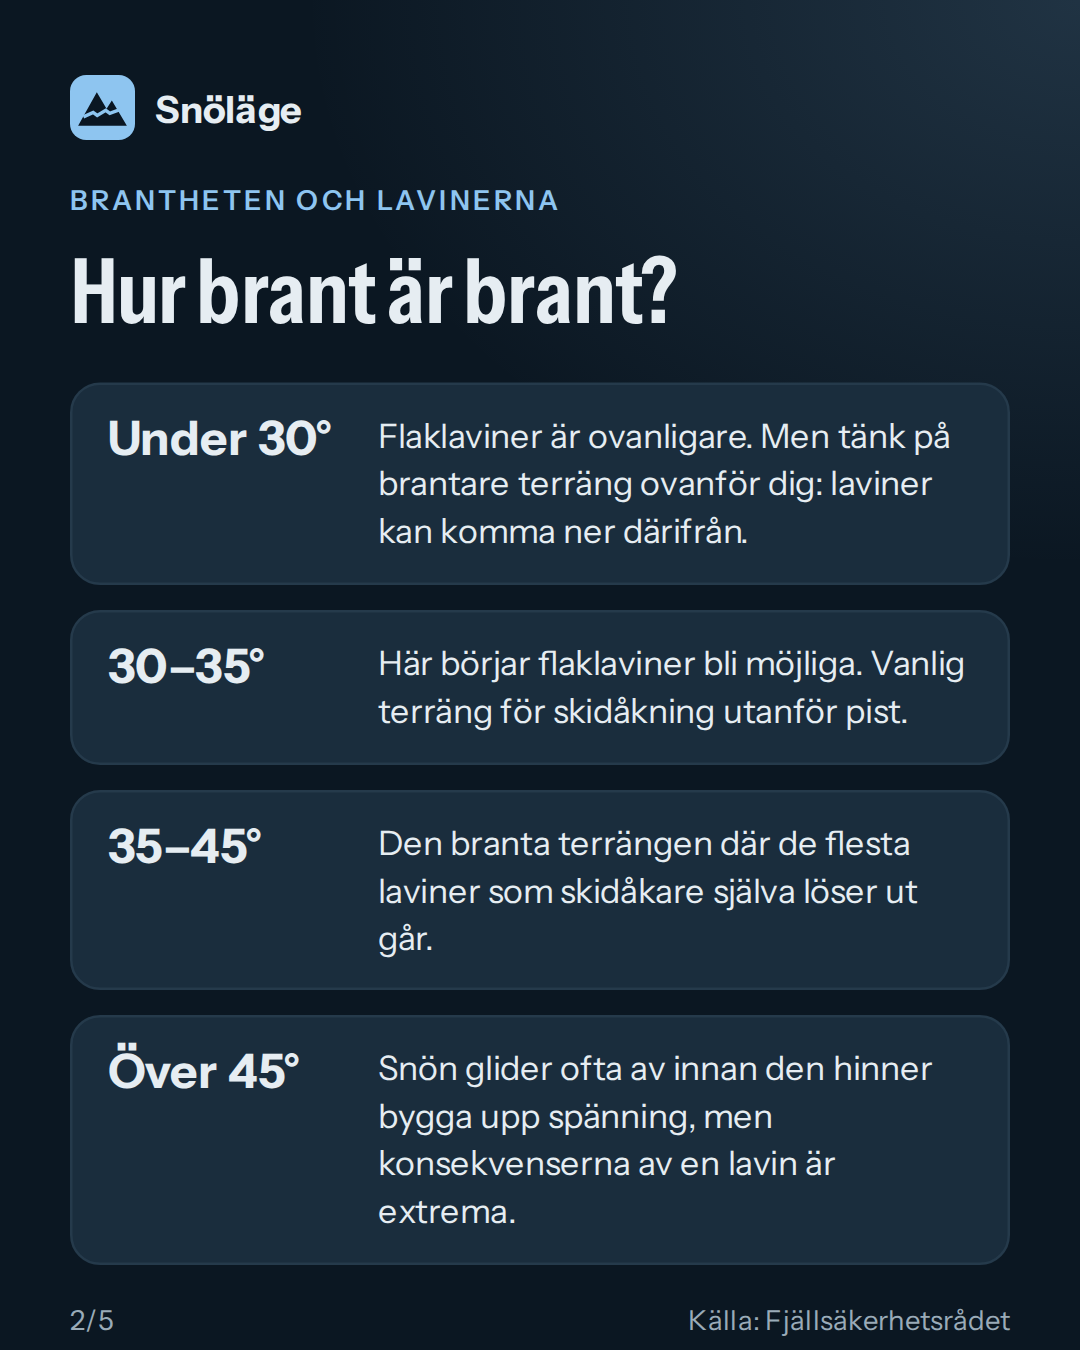 Snöläge
BRANTHETEN OCH LAVINERNA
Hur brant är brant?
Under 30°
Flaklaviner är ovanligare. Men tänk på
brantare terräng ovanför dig: laviner
kan komma ner därifrån.
30–35°
Här börjar flaklaviner bli möjliga. Vanlig
terräng för skidåkning utanför pist.
35–45°
Den branta terrängen där de flesta
laviner som skidåkare själva löser ut
går.
Över 45°
Snön glider ofta av innan den hinner
bygga upp spänning, men
konsekvenserna av en lavin är
extrema.
2/5
Källa: Fjällsäkerhetsrådet